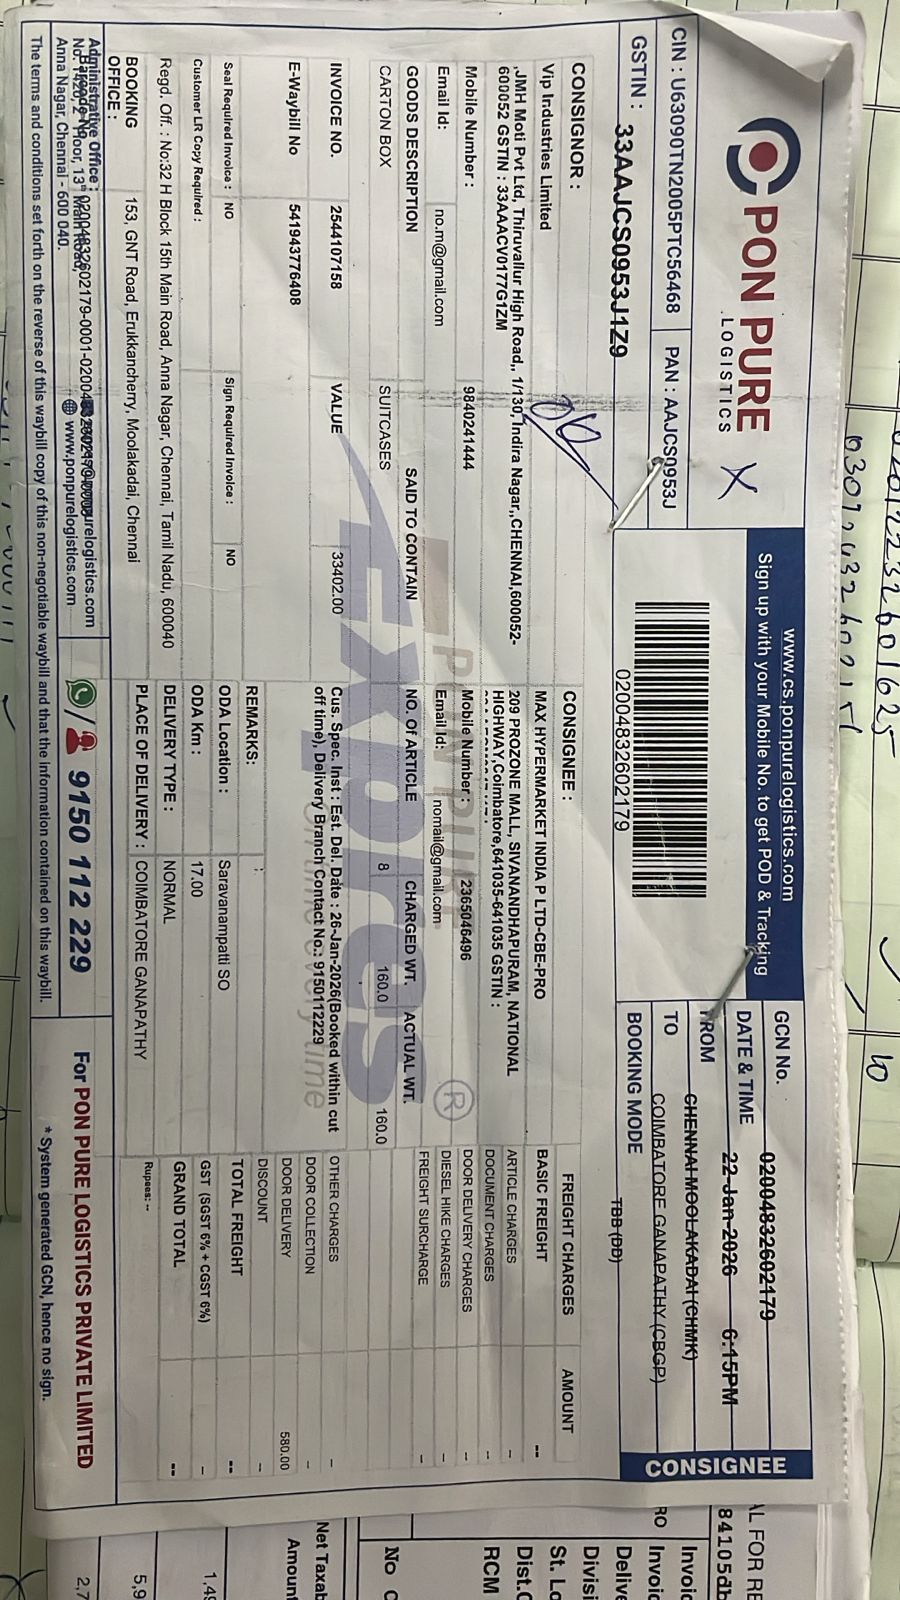 PON PURE
LOGISTICS
X
www.cs.ponpurelogistics.com
Sign up with your Mobile No. to get POD & Tracking
CIN : U63090TN2005PTC56468 PAN : AAJCS0953J
GSTIN : 33AAJCS0953J1Z9
02004832602179
GCN No. 02004832602179
DATE & TIME 22-Jan-2026 6:15PM
FROM CHENNAI MOOLAKADAI (CHMK)
TO COIMBATORE GANAPATHY (CBGP)
BOOKING MODE TBB (DD)
CONSIGNEE
CONSIGNOR :
Vip Industries Limited
,JMH Moti Pvt Ltd, Thiruvallur High Road,, 1/130, Indira Nagar,,CHENNAI,600052-
600052 GSTIN : 33AAACV0177G1ZM
Mobile Number : 9840241444
Email Id: no.m@gmail.com
CONSIGNEE :
MAX HYPERMARKET INDIA P LTD-CBE-PRO
209 PROZONE MALL, SIVANANDHAPURAM, NATIONAL
HIGHWAY,Coimbatore,641035-641035 GSTIN :
Mobile Number : 2365046496
Email Id: nomail@gmail.com
GOODS DESCRIPTION SAID TO CONTAIN NO. Of ARTICLE CHARGED WT. ACTUAL WT.
CARTON BOX SUITCASES 8 160.0 160.0
INVOICE NO. 2544107158 VALUE 33402.00
E-Waybill No 541943776408
Cus. Spec. Inst : Est. Del. Date : 26-Jan-2026(Booked within cut
off time), Delivery Branch Contact No.: 9150112229
Seal Required Invoice : NO Sign Required Invoice : NO
Customer LR Copy Required :
REMARKS: :
ODA Location : Saravanampatti SO
ODA Km : 17.00
DELIVERY TYPE : NORMAL
PLACE OF DELIVERY : COIMBATORE GANAPATHY
Regd. Off. : No:32 H Block 15th Main Road, Anna Nagar, Chennai, Tamil Nadu, 600040
BOOKING OFFICE : 153, GNT Road, Erukkancherry, Moolakadai, Chennai
FREIGHT CHARGES AMOUNT
BASIC FREIGHT --
ARTICLE CHARGES -
DOCUMENT CHARGES -
DOOR DELIVERY CHARGES -
DIESEL HIKE CHARGES -
FREIGHT SURCHARGE -
OTHER CHARGES -
DOOR COLLECTION -
DOOR DELIVERY 580.00
DISCOUNT -
TOTAL FREIGHT --
GST (SGST 6% + CGST 6%) -
GRAND TOTAL --
Rupees: --
PON PURE
Expres
R
Administrative Office :
Anna Nagar, Chennai - 600 040.
www.ponpurelogistics.com
9150 112 229
For PON PURE LOGISTICS PRIVATE LIMITED
* System generated GCN, hence no sign.
The terms and conditions set forth on the reverse of this waybill copy of this non-negotiable waybill and that the information contained on this waybill.
10
84105db
Net Taxab
Amount
RCM
No